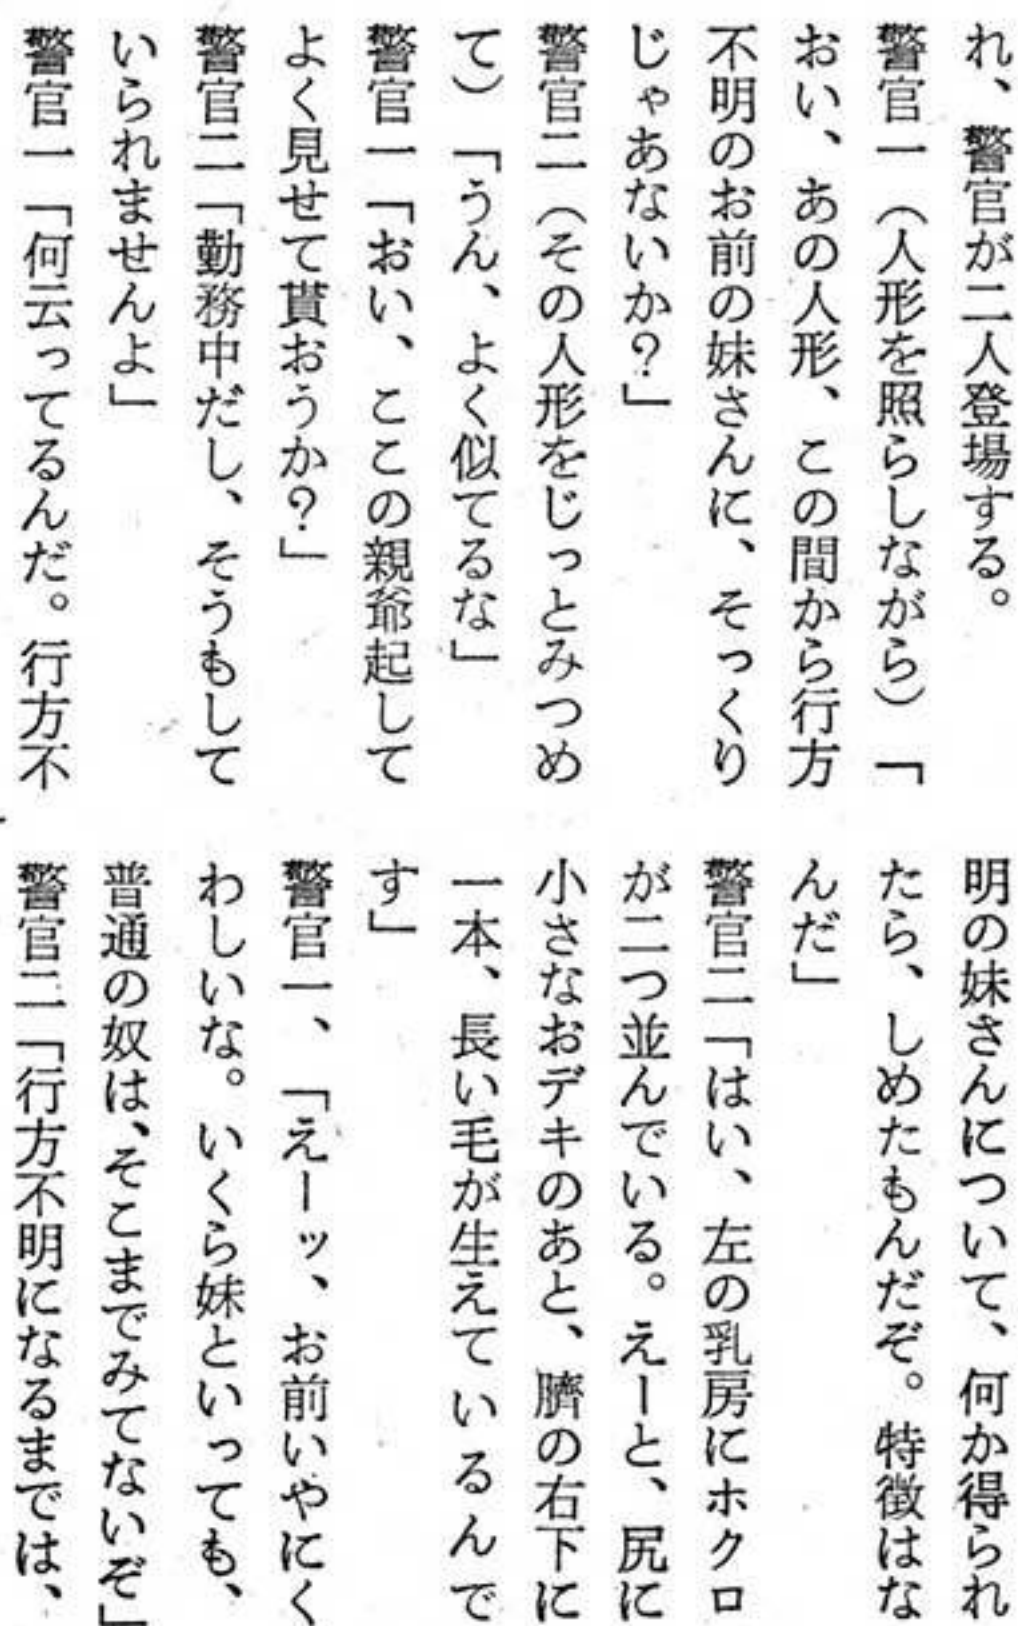 れ、警官が二人登場する。
警官一（人形を照らしながら）「
おい、あの人形、この間から行方
不明のお前の妹さんに、そっくり
じゃあないか？」
警官二（その人形をじっとみつめ
て）「うん、よく似てるな」
警官一「おい、ここの親爺起して
よく見せて貰おうか？」
警官二「勤務中だし、そうもして
いられませんよ」
警官一「何云ってるんだ。行方不
明の妹さんについて、何か得られ
たら、しめたもんだぞ。特徴はな
んだ」
警官二「はい、左の乳房にホクロ
が二つ並んでいる。えーと、尻に
小さなおデキのあと、臍の右下に
一本、長い毛が生えているんで
す」
警官一、「えーッ、お前いやにく
わしいな。いくら妹といっても、
普通の奴は、そこまでみてないぞ」
警官二「行方不明になるまでは、